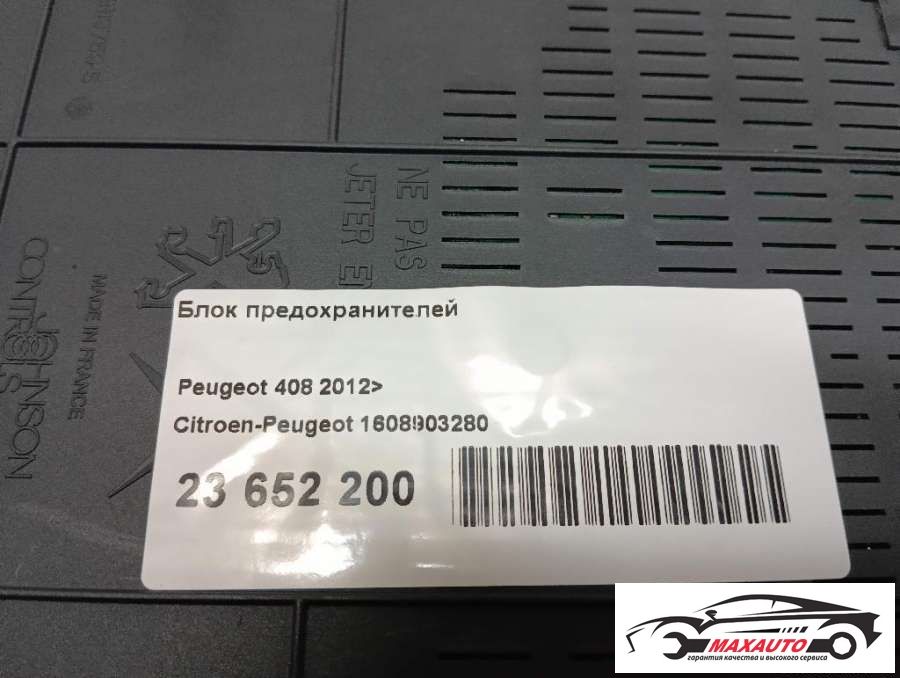 NE PAS
JETER
CONTROLS
JOHNSON
MADE IN FRANCE
Блок предохранителей
Peugeot 408 2012>
Citroen-Peugeot 1608903280
23 652 200
MAXAUTO
гарантия качества и высокого сервиса